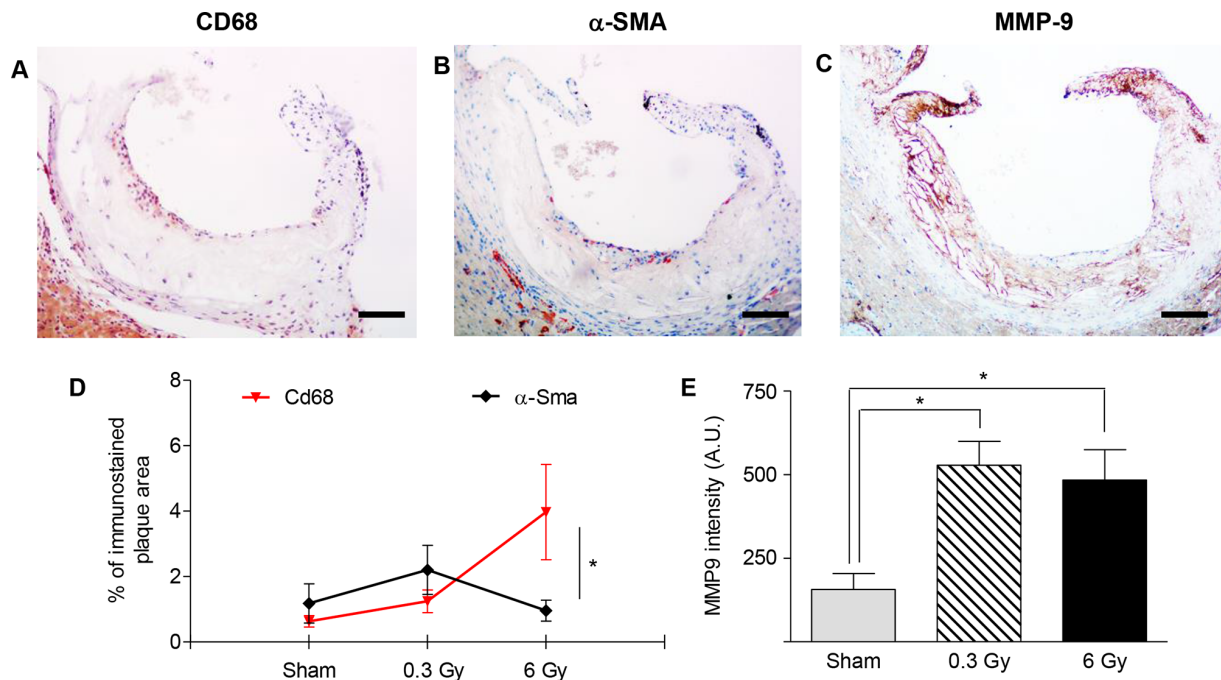 CD68
α-SMA
MMP-9
A
B
C
D
8
6
4
2
0
% of immunostained
plaque area
Cd68
α-Sma
*
Sham
0.3 Gy
6 Gy
E
750
500
250
MMP9 intensity (A.U.)
*
*
Sham
0.3 Gy
6 Gy